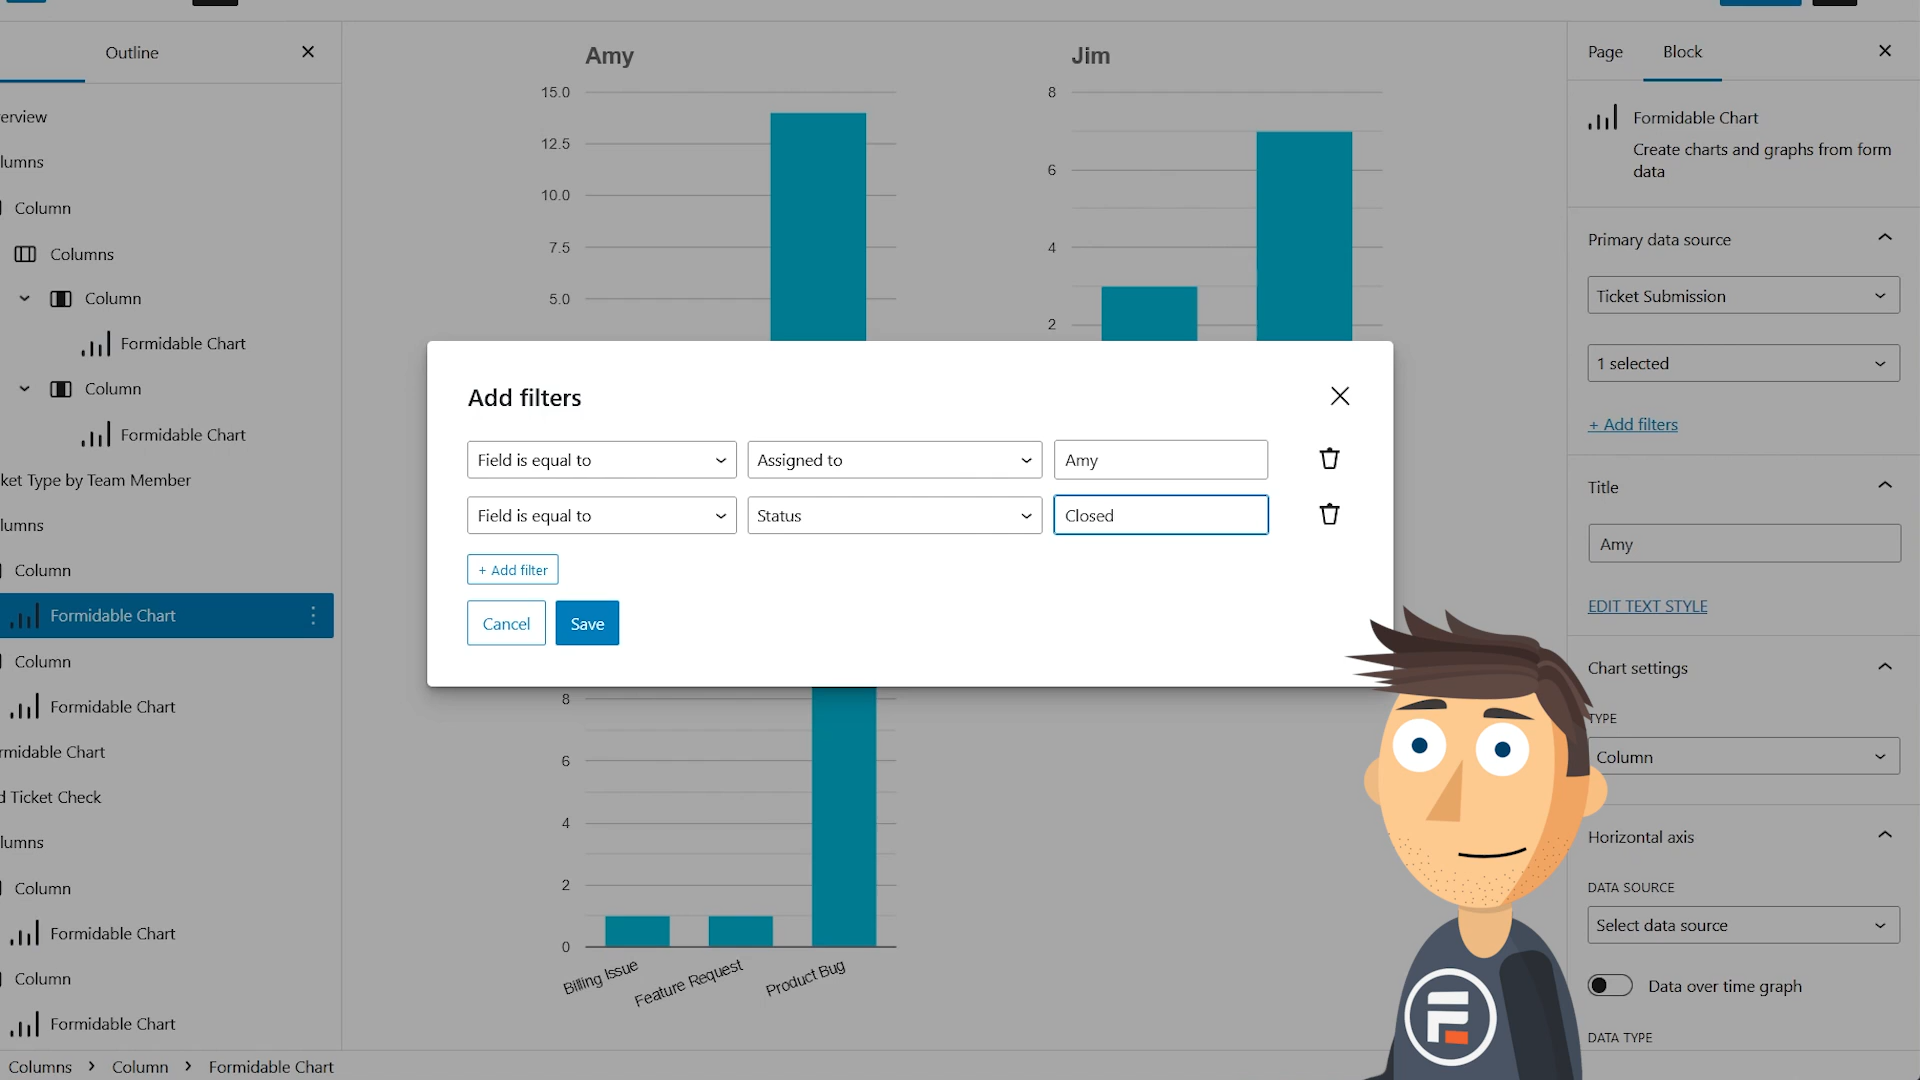 Outline
erview
lumns
Column
Columns
Column
Formidable Chart
Column
Formidable Chart
ket Type by Team Member
lumns
Column
Formidable Chart
Column
Formidable Chart
rmidable Chart
d Ticket Check
lumns
Column
Formidable Chart
Column
Formidable Chart
Columns > Column > Formidable Chart
Amy
15.0
12.5
10.0
7.5
5.0
Jim
8
6
4
2
Add filters
Field is equal to Assigned to Amy
Field is equal to Status Closed
+ Add filter
Cancel Save
8
6
4
2
0
Billing Issue
Feature Request
Product Bug
Page Block
Formidable Chart
Create charts and graphs from form
data
Primary data source
Ticket Submission
1 selected
+ Add filters
Title
Amy
EDIT TEXT STYLE
Chart settings
TYPE
Column
Horizontal axis
DATA SOURCE
Select data source
Data over time graph
DATA TYPE